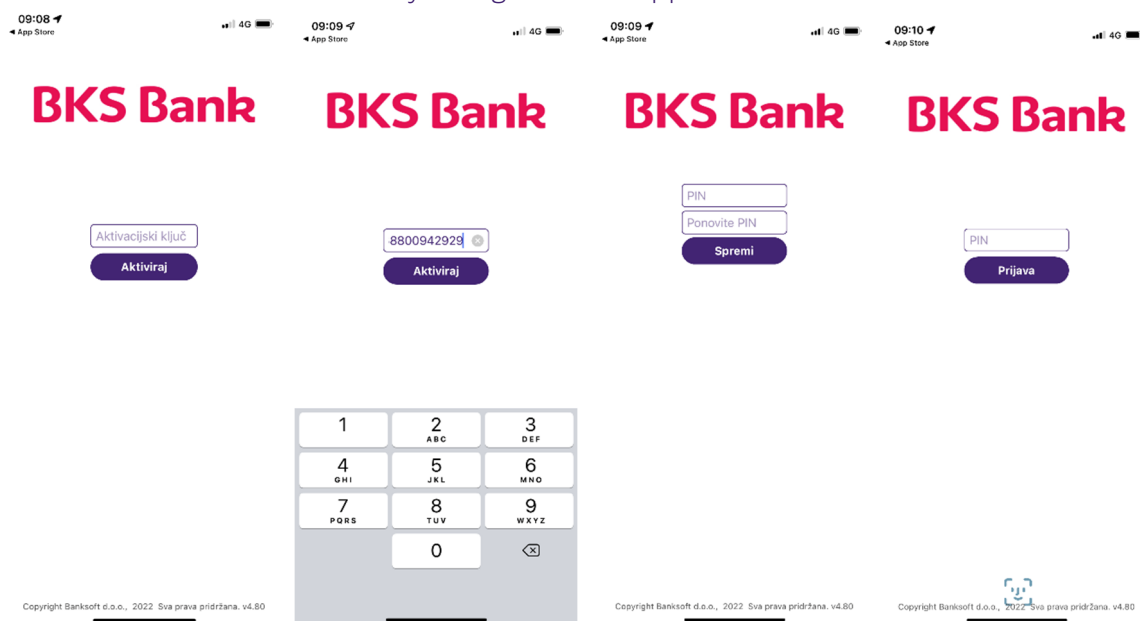 09:08
◄ App Store
4G
BKS Bank
Aktivacijski ključ
Aktiviraj
Copyright Banksoft d.o.o., 2022 Sva prava pridržana. v4.80
09:09
◄ App Store
4G
BKS Bank
8800942929
Aktiviraj
1
2
ABC
3
DEF
4
GHI
5
JKL
6
MNO
7
PQRS
8
TUV
9
WXYZ
0
09:09
◄ App Store
4G
BKS Bank
PIN
Ponovite PIN
Spremi
Copyright Banksoft d.o.o., 2022 Sva prava pridržana. v4.80
09:10
◄ App Store
4G
BKS Bank
PIN
Prijava
Copyright Banksoft d.o.o., 2022 Sva prava pridržana. v4.80